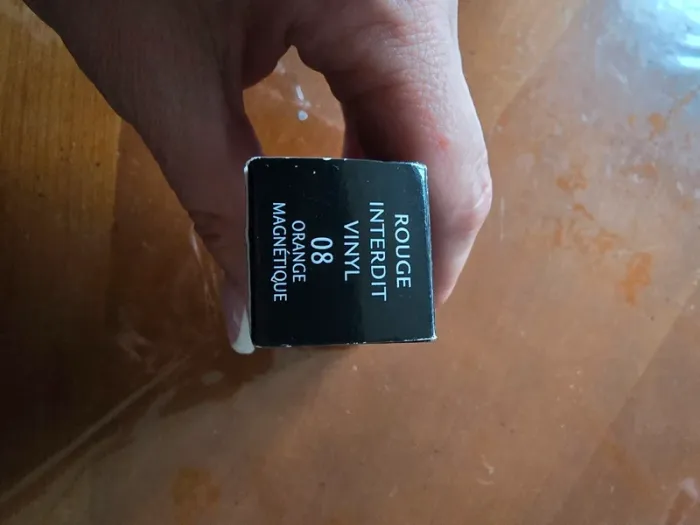 ROUGE
INTERDIT
VINYL
08
ORANGE
MAGNÉTIQUE